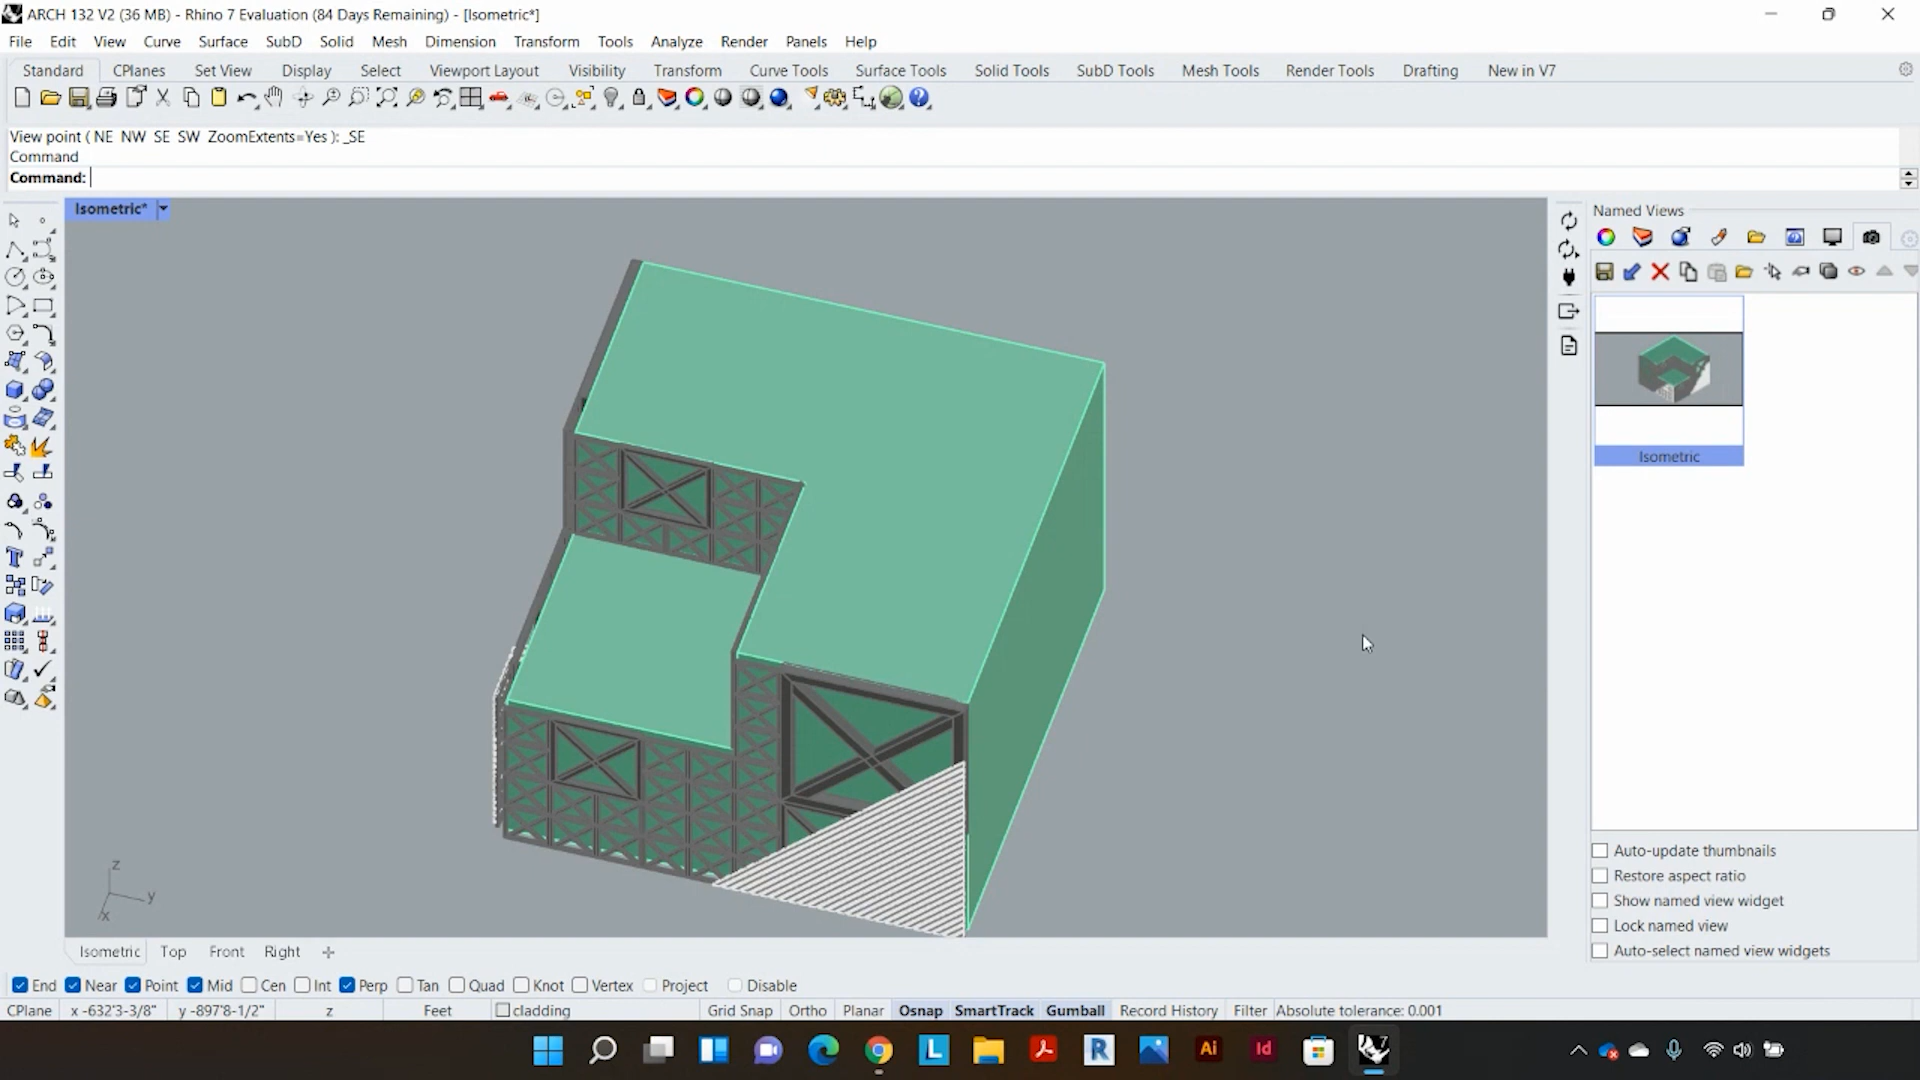 ARCH 132 V2 (36 MB) - Rhino 7 Evaluation (84 Days Remaining) - [Isometric*]
File Edit View Curve Surface SubD Solid Mesh Dimension Transform Tools Analyze Render Panels Help
Standard CPlanes Set View Display Select Viewport Layout Visibility Transform Curve Tools Surface Tools Solid Tools SubD Tools Mesh Tools Render Tools Drafting New in V7
View point ( NE NW SE SW ZoomExtents=Yes ): _SE
Command
Command:
Isometric*
Named Views
Isometric
z
y
x
Auto-update thumbnails
Restore aspect ratio
Show named view widget
Lock named view
Auto-select named view widgets
Isometric Top Front Right
End Near Point Mid Cen Int Perp Tan Quad Knot Vertex Project Disable
CPlane x -632'3-3/8" y -897'8-1/2" z Feet cladding Grid Snap Ortho Planar Osnap SmartTrack Gumball Record History Filter Absolute tolerance: 0.001
L R Ai Id 7